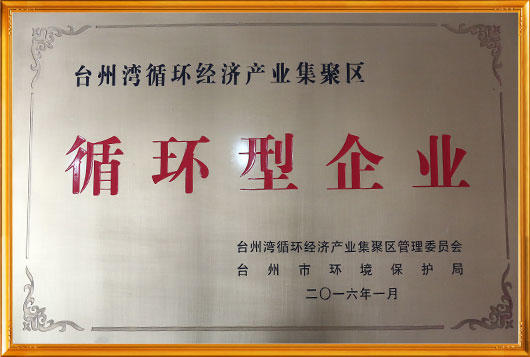 台州湾循环经济产业集聚区
循环型企业
台州湾循环经济产业集聚区管理委员会
台州市环境保护局
二〇一六年一月